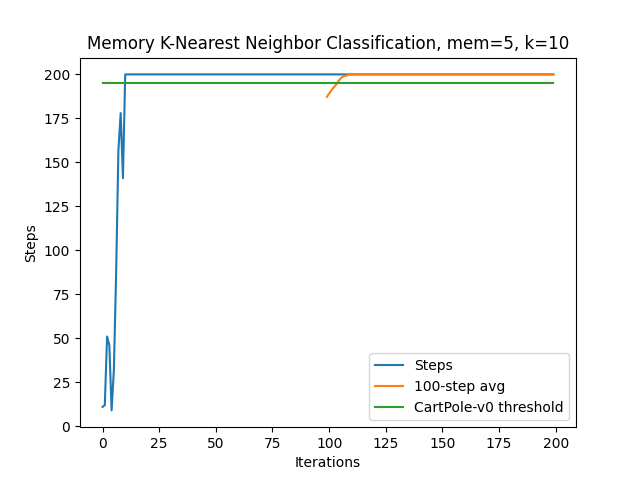 Memory K-Nearest Neighbor Classification, mem=5, k=10
200
175
150
125
100
75
50
25
0
Steps
Steps
100-step avg
CartPole-v0 threshold
0 25 50 75 100 125 150 175 200
Iterations